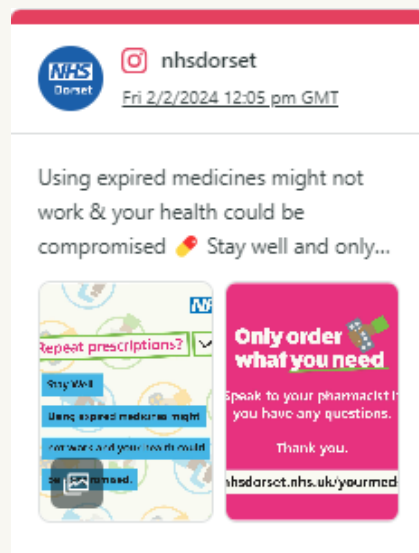 NHS
Dorset
nhsdorset
Fri 2/2/2024 12:05 pm GMT
Using expired medicines might not
work & your health could be
compromised 💊 Stay well and only...
NH
Repeat prescriptions?
Stay Well
Using expired medicines might
not work and your health could
be promised.
Only order
what you need
Speak to your pharmacist i
you have any questions.
Thank you.
nhsdorset.nhs.uk/yourmed